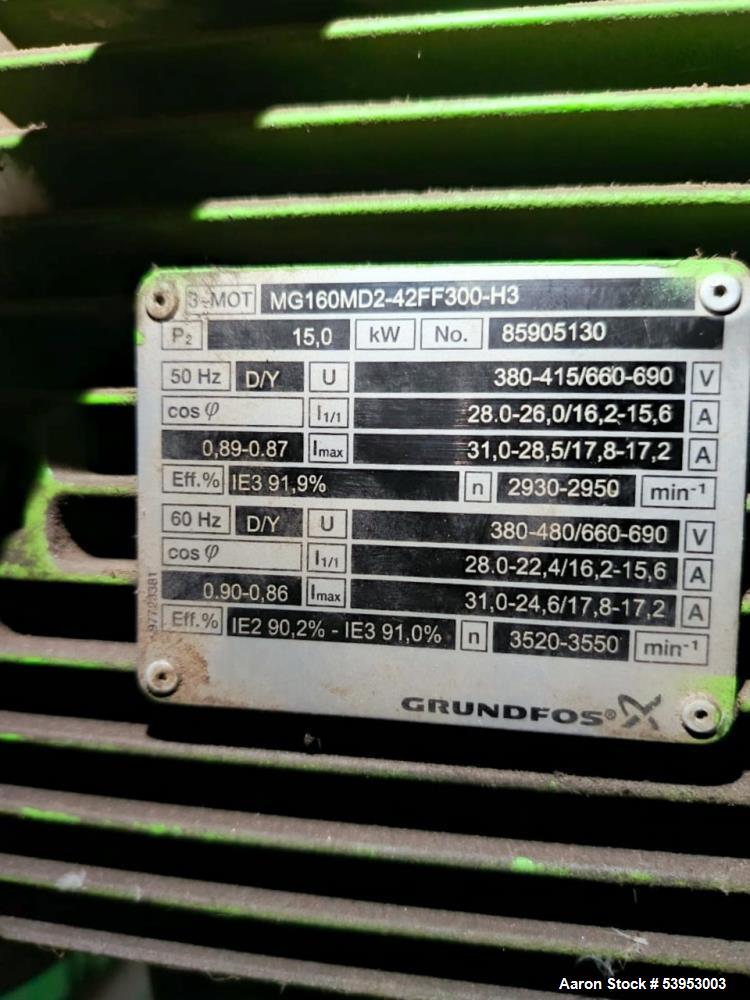 3~MOT MG160MD2-42FF300-H3
P₂ 15,0 kW No. 85905130
50 Hz D/Y U 380-415/660-690 V
cos φ I₁/₁ 28.0-26,0/16,2-15,6 A
0,89-0.87 Imax 31,0-28,5/17,8-17,2 A
Eff.% IE3 91,9% n 2930-2950 min⁻¹
60 Hz D/Y U 380-480/660-690 V
cos φ I₁/₁ 28.0-22,4/16,2-15,6 A
0.90-0,86 Imax 31,0-24,6/17,8-17,2 A
Eff.% IE2 90,2% - IE3 91,0% n 3520-3550 min⁻¹
GRUNDFOS®
Aaron Stock # 53953003